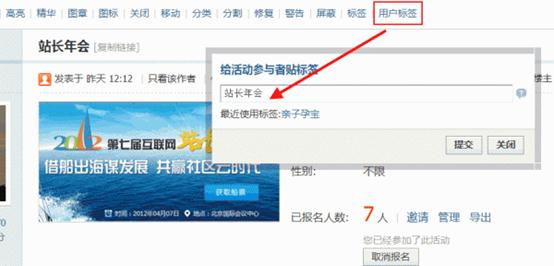 高亮 | 精华 | 图章 | 图标 | 关闭 | 移动 | 分类 | 分割 | 修复 | 警告 | 屏蔽 | 标签 | 用户标签
站长年会 [复制链接]
发表于 昨天 12:12 | 只看该作者
给活动参与者贴标签
站长年会
?
最近使用标签:亲子孕宝
提交 关闭
2012 第七届互联网站长
借船出海谋发展 共赢社区云时代
获取船票
时间:2012年04月07日 地点:北京国际会议中心
性别: 不限
已报名人数: 7 人 | 邀请 管理 导出
您已经参加了此活动
取消报名
70
分